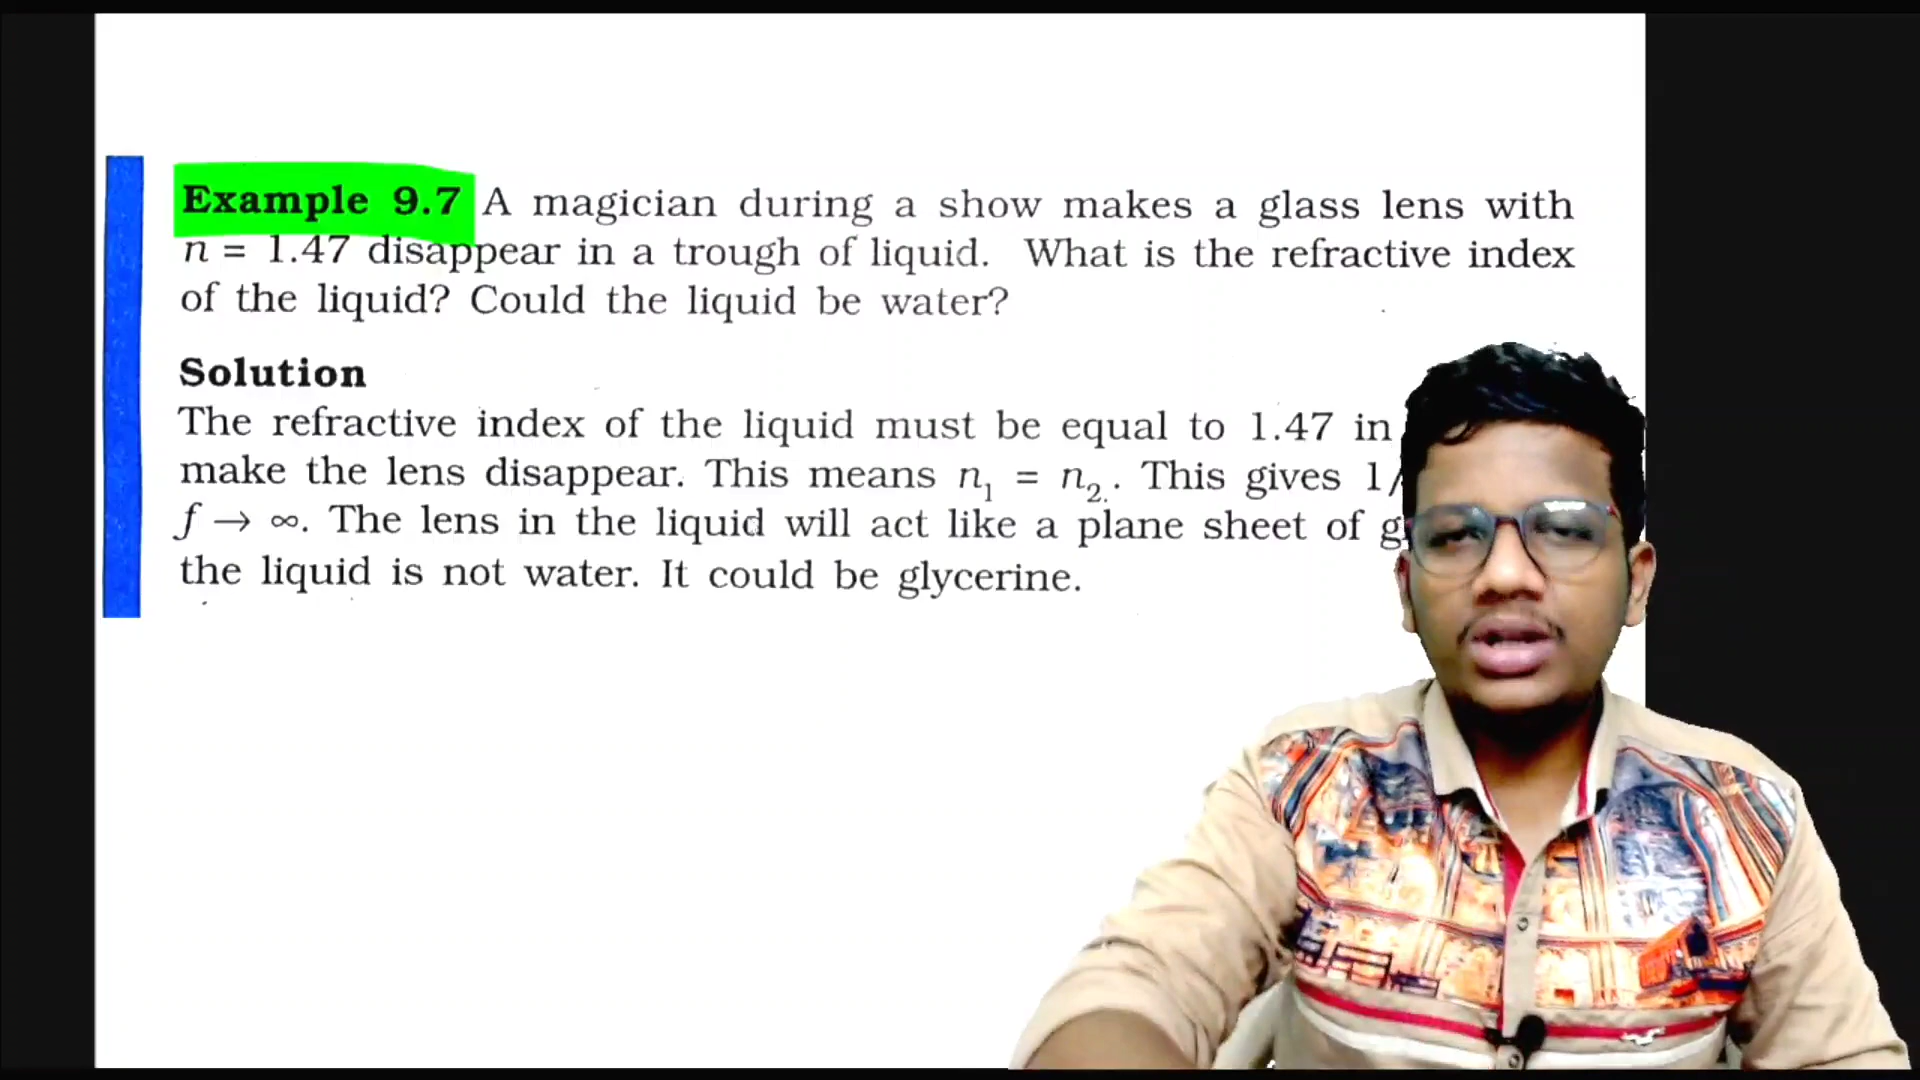 Example 9.7 A magician during a show makes a glass lens with
n = 1.47 disappear in a trough of liquid. What is the refractive index
of the liquid? Could the liquid be water?
Solution
The refractive index of the liquid must be equal to 1.47 in
make the lens disappear. This means n₁ = n₂. This gives 1/
f → ∞. The lens in the liquid will act like a plane sheet of
the liquid is not water. It could be glycerine.